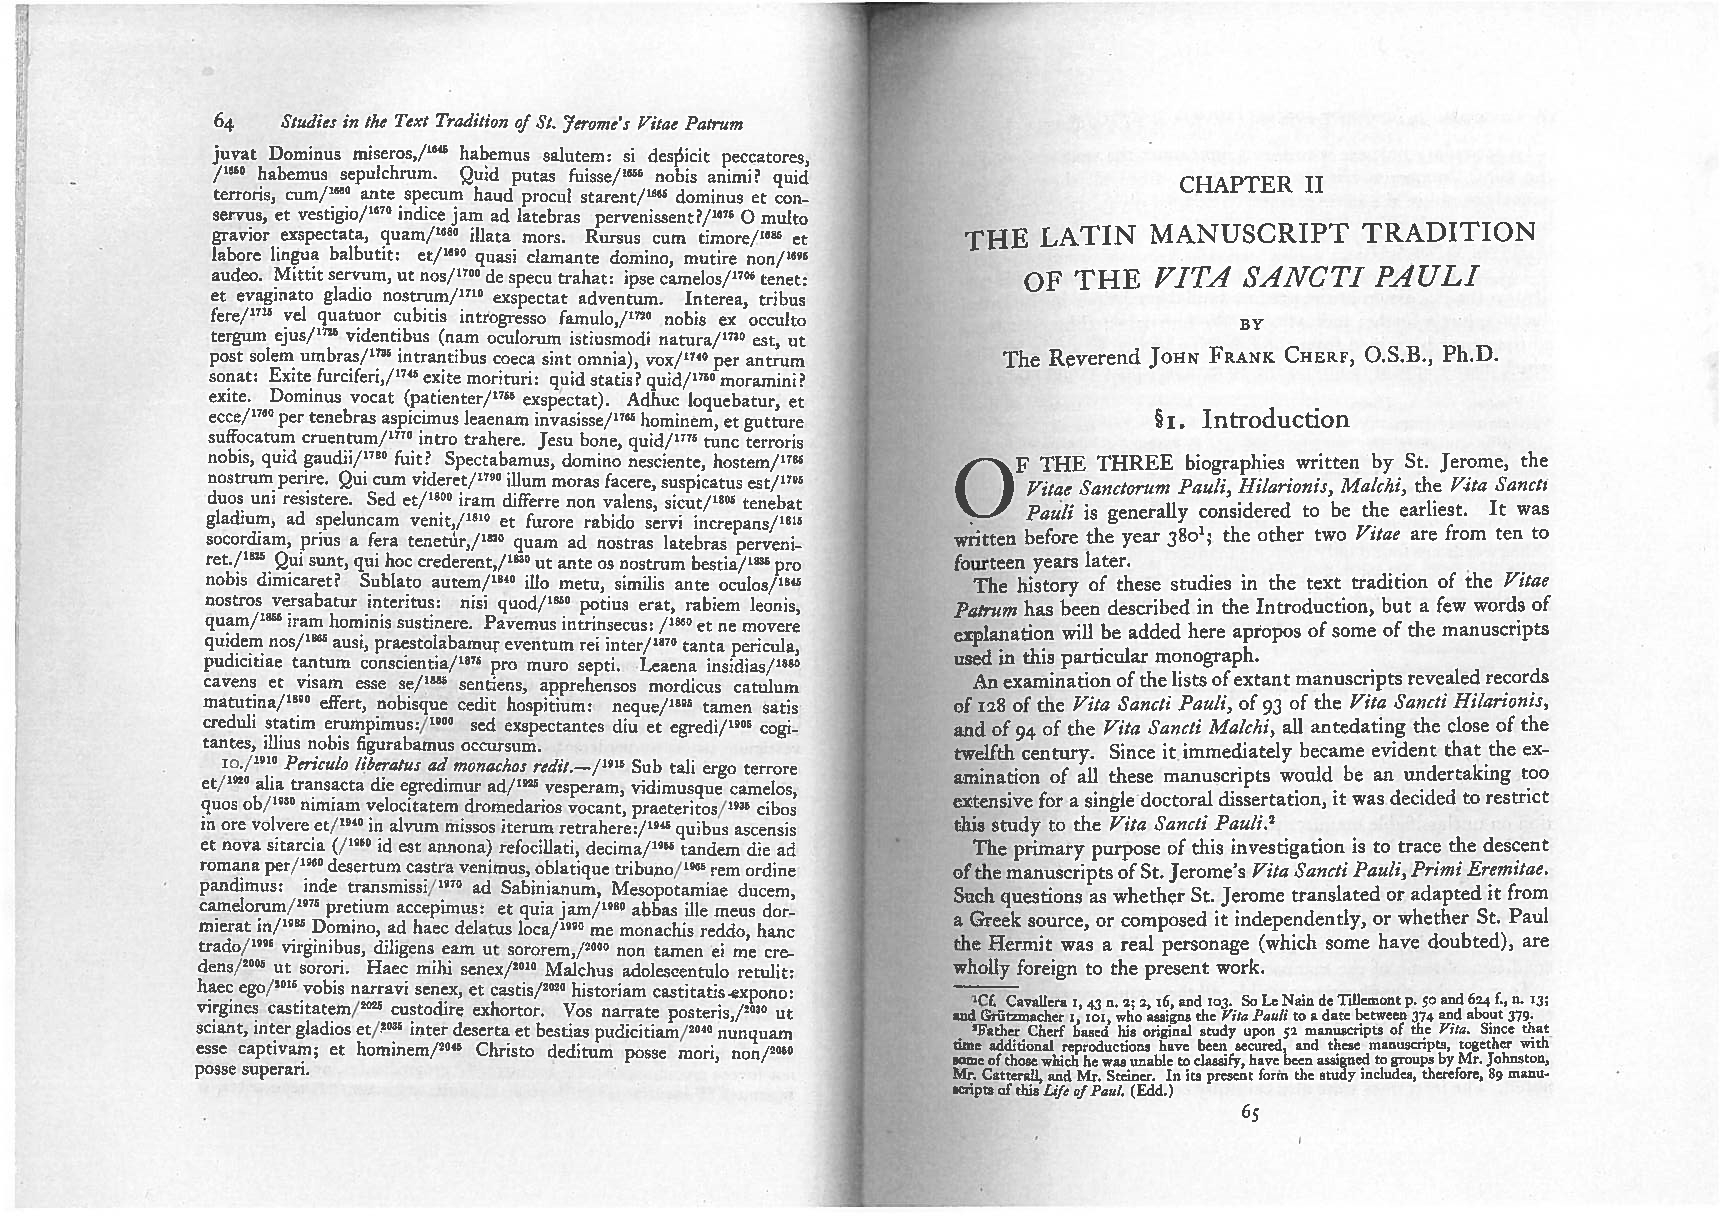 64 Studies in the Text Tradition of St. Jerome's Vitae Patrum
juvat Dominus miseros,/1645 habemus salutem: si despicit peccatores,
/1650 habemus sepulchrum. Quid putas fuisse/1655 nobis animi? quid
terroris, cum/1660 ante specum haud procul starent/1665 dominus et con-
servus, et vestigio/1670 indice jam ad latebras pervenissent?/1675 O multo
gravior exspectata, quam/1680 illata mors. Rursus cum timore/1685 et
labore lingua balbutit: et/1690 quasi clamante domino, mutire non/1695
audeo. Mittit servum, ut nos/1700 de specu trahat: ipse camelos/1705 tenet:
et evaginato gladio nostrum/1710 exspectat adventum. Interea, tribus
fere/1715 vel quatuor cubitis introgresso famulo,/1720 nobis ex occulto
tergum ejus/1725 videntibus (nam oculorum istiusmodi natura/1730 est, ut
post solem umbras/1735 intrantibus coeca sint omnia), vox/1740 per antrum
sonat: Exite furciferi,/1745 exite morituri: quid statis? quid/1750 moramini?
exite. Dominus vocat (patienter/1755 exspectat). Adhuc loquebatur, et
ecce/1760 per tenebras aspicimus leaenam invasisse/1765 hominem, et gutture
suffocatum cruentum/1770 intro trahere. Jesu bone, quid/1775 tunc terroris
nobis, quid gaudii/1780 fuit? Spectabamus, domino nesciente, hostem/1785
nostrum perire. Qui cum videret/1790 illum moras facere, suspicatus est/1795
duos uni resistere. Sed et/1800 iram differre non valens, sicut/1805 tenebat
gladium, ad speluncam venit,/1810 et furore rabido servi increpans/1815
socordiam, prius a fera tenetur,/1820 quam ad nostras latebras perveni-
ret./1825 Qui sunt, qui hoc crederent,/1830 ut ante os nostrum bestia/1835 pro
nobis dimicaret? Sublato autem/1840 illo metu, similis ante oculos/1845
nostros versabatur interitus: nisi quod/1850 potius erat, rabiem leonis,
quam/1855 iram hominis sustinere. Pavemus intrinsecus: /1860 et ne movere
quidem nos/1865 ausi, praestolabamur eventum rei inter/1870 tanta pericula,
pudicitiae tantum conscientia/1875 pro muro septi. Leaena insidias/1880
cavens et visam esse se/1885 sentiens, apprehensos mordicus catulum
matutina/1890 effert, nobisque cedit hospitium: neque/1895 tamen satis
creduli statim erumpimus:/1900 sed exspectantes diu et egredi/1905 cogi-
tantes, illius nobis figurabamus occursum.
10./1910 Periculo liberatus ad monachos redit.—/1915 Sub tali ergo terrore
et/1920 alia transacta die egredimur ad/1925 vesperam, vidimusque camelos,
quos ob/1930 nimiam velocitatem dromedarios vocant, praeteritos/1935 cibos
in ore volvere et/1940 in alvum missos iterum retrahere:/1945 quibus ascensis
et nova sitarcia (/1950 id est annona) refocillati, decima/1955 tandem die ad
romana per/1960 desertum castra venimus, oblatique tribuno/1965 rem ordine
pandimus: inde transmissi/1970 ad Sabinianum, Mesopotamiae ducem,
camelorum/1975 pretium accepimus: et quia jam/1980 abbas ille meus dor-
mierat in/1985 Domino, ad haec delatus loca/1990 me monachis reddo, hanc
trado/1995 virginibus, diligens eam ut sororem,/2000 non tamen ei me cre-
dens/2005 ut sorori. Haec mihi senex/2010 Malchus adolescentulo retulit:
haec ego/2015 vobis narravi senex, et castis/2020 historiam castitatis expono:
virgines castitatem/2025 custodire exhortor. Vos narrate posteris,/2030 ut
sciant, inter gladios et/2035 inter deserta et bestias pudicitiam/2040 nunquam
esse captivam; et hominem/2045 Christo deditum posse mori, non/2050
posse superari.
CHAPTER II
THE LATIN MANUSCRIPT TRADITION
OF THE VITA SANCTI PAULI
BY
The Reverend JOHN FRANK CHERF, O.S.B., Ph.D.
§1. Introduction
OF THE THREE biographies written by St. Jerome, the
Vitae Sanctorum Pauli, Hilarionis, Malchi, the Vita Sancti
Pauli is generally considered to be the earliest. It was
written before the year 380¹; the other two Vitae are from ten to
fourteen years later.
The history of these studies in the text tradition of the Vitae
Patrum has been described in the Introduction, but a few words of
explanation will be added here apropos of some of the manuscripts
used in this particular monograph.
An examination of the lists of extant manuscripts revealed records
of 128 of the Vita Sancti Pauli, of 93 of the Vita Sancti Hilarionis,
and of 94 of the Vita Sancti Malchi, all antedating the close of the
twelfth century. Since it immediately became evident that the ex-
amination of all these manuscripts would be an undertaking too
extensive for a single doctoral dissertation, it was decided to restrict
this study to the Vita Sancti Pauli.²
The primary purpose of this investigation is to trace the descent
of the manuscripts of St. Jerome's Vita Sancti Pauli, Primi Eremitae.
Such questions as whether St. Jerome translated or adapted it from
a Greek source, or composed it independently, or whether St. Paul
the Hermit was a real personage (which some have doubted), are
wholly foreign to the present work.
¹Cf. Cavallera 1, 43 n. 2; 2, 16, and 103. So Le Nain de Tillemont p. 50 and 624 f., n. 13;
and Grützmacher 1, 101, who assigns the Vita Pauli to a date between 374 and about 379.
²Father Cherf based his original study upon 52 manuscripts of the Vita. Since that
time additional reproductions have been secured, and these manuscripts, together with
some of those which he was unable to classify, have been assigned to groups by Mr. Johnston,
Mr. Catterall, and Mr. Steiner. In its present form the study includes, therefore, 89 manu-
scripts of this Life of Paul. (Edd.)
65